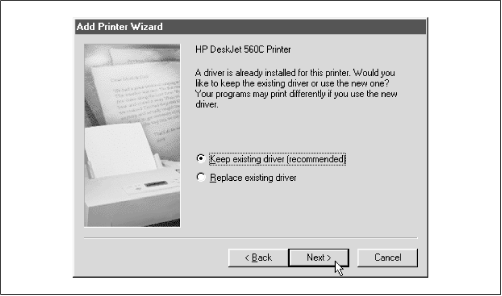 Add Printer Wizard
HP DeskJet 560C Printer
A driver is already installed for this printer. Would you
like to keep the existing driver or use the new one?
Your programs may print differently if you use the new
driver.
Keep existing driver (recommended)
Replace existing driver
< Back
Next >
Cancel